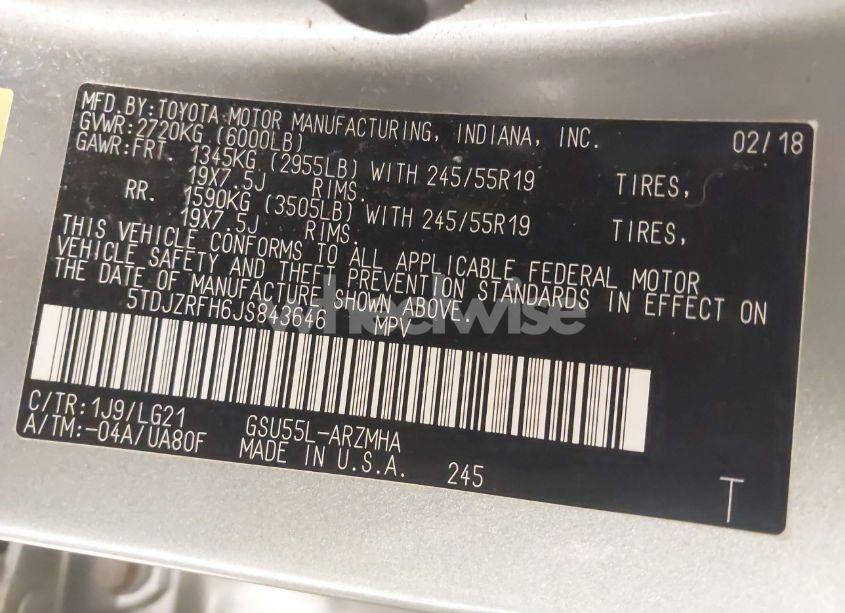 MFD.BY:TOYOTA MOTOR MANUFACTURING, INDIANA, INC. 02/18
GVWR:2720KG (6000LB)
GAWR:FRT. 1345KG (2955LB) WITH 245/55R19 TIRES,
19X7.5J RIMS.
RR. 1590KG (3505LB) WITH 245/55R19 TIRES,
19X7.5J RIMS.
THIS VEHICLE CONFORMS TO ALL APPLICABLE FEDERAL MOTOR
VEHICLE SAFETY AND THEFT PREVENTION STANDARDS IN EFFECT ON
THE DATE OF MANUFACTURE SHOWN ABOVE.
5TDJZRFH6JS843646 MPV
wheelwise
C/TR:1J9/LG21 GSU55L-ARZMHA
A/TM:-04A/UA80F MADE IN U.S.A. 245
T